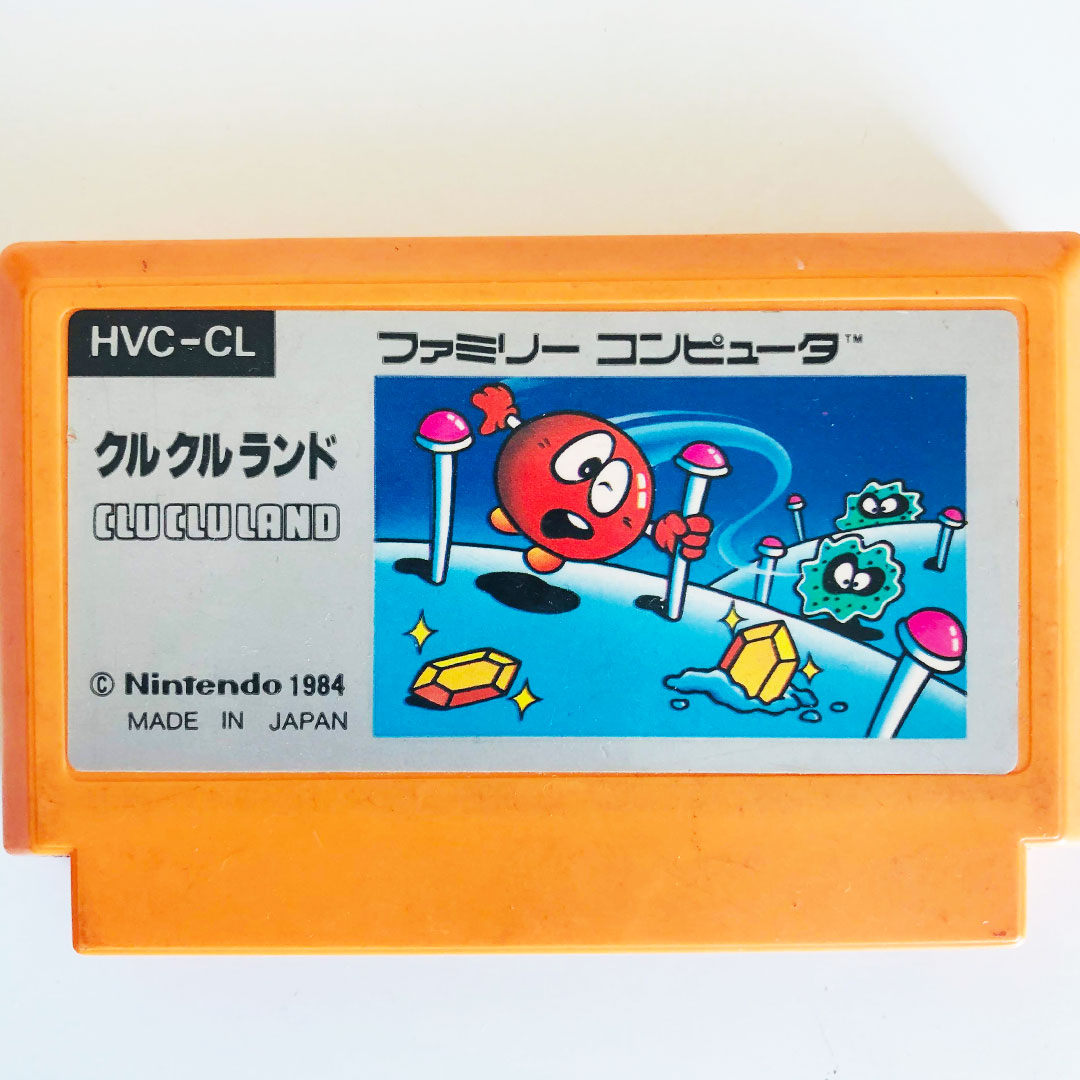 HVC-CL
ファミリー コンピュータ™
クルクルランド
CLU CLU LAND
© Nintendo 1984
MADE IN JAPAN